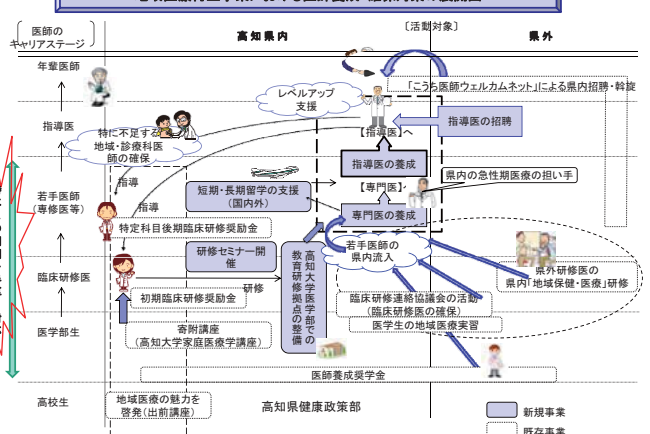 医師の
キャリアステージ
高知県内
〔活動対象〕
県外
年輩医師
「こうち医師ウェルカムネット」による県内招聘・斡旋
レベルアップ
支援
指導医
【指導医】へ
指導医の招聘
特に不足する
地域・診療科医
師の確保
指導医の養成
県内の急性期医療の担い手
指導
【専門医】へ
短期・長期留学の支援
(国内外)
若手医師
(専修医等)
指導
専門医の養成
特定科目後期臨床研修奨励金
研修セミナー開
催
高知大学医学部での
教育研修拠点の整備
若手医師の
県内流入
県外研修医の
県内「地域保健・医療」研修
臨床研修医
研修
初期臨床研修奨励金
臨床研修連絡協議会の活動
(臨床研修医の確保)
医学生の地域医療実習
医学部生
寄附講座
(高知大学家庭医療学講座)
医師養成奨学金
高校生
地域医療の魅力を
啓発(出前講座)
高知県健康政策部
新規事業
既存事業